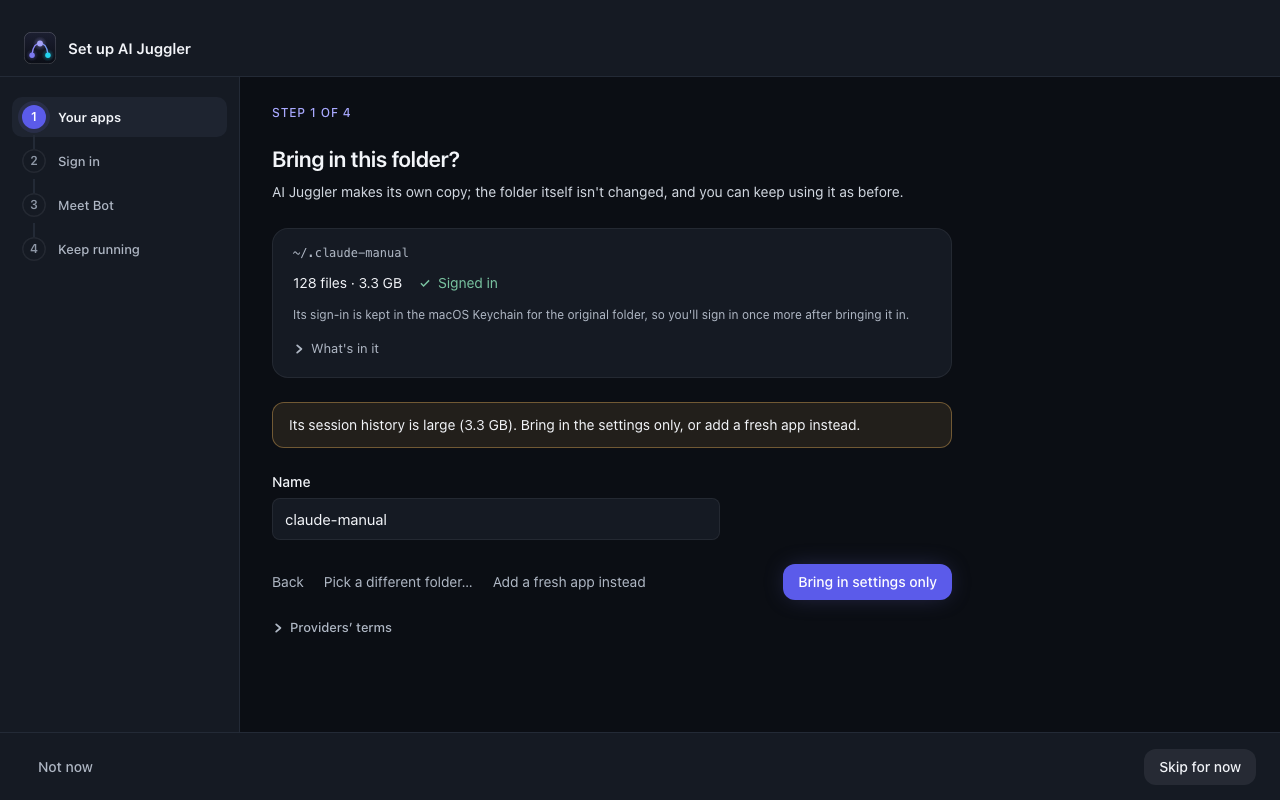 Set up AI Juggler
1 Your apps
2 Sign in
3 Meet Bot
4 Keep running
STEP 1 OF 4
Bring in this folder?
AI Juggler makes its own copy; the folder itself isn't changed, and you can keep using it as before.
~/.claude-manual
128 files · 3.3 GB ✓ Signed in
Its sign-in is kept in the macOS Keychain for the original folder, so you'll sign in once more after bringing it in.
What's in it
Its session history is large (3.3 GB). Bring in the settings only, or add a fresh app instead.
Name
claude-manual
Back Pick a different folder... Add a fresh app instead Bring in settings only
Providers’ terms
Not now Skip for now